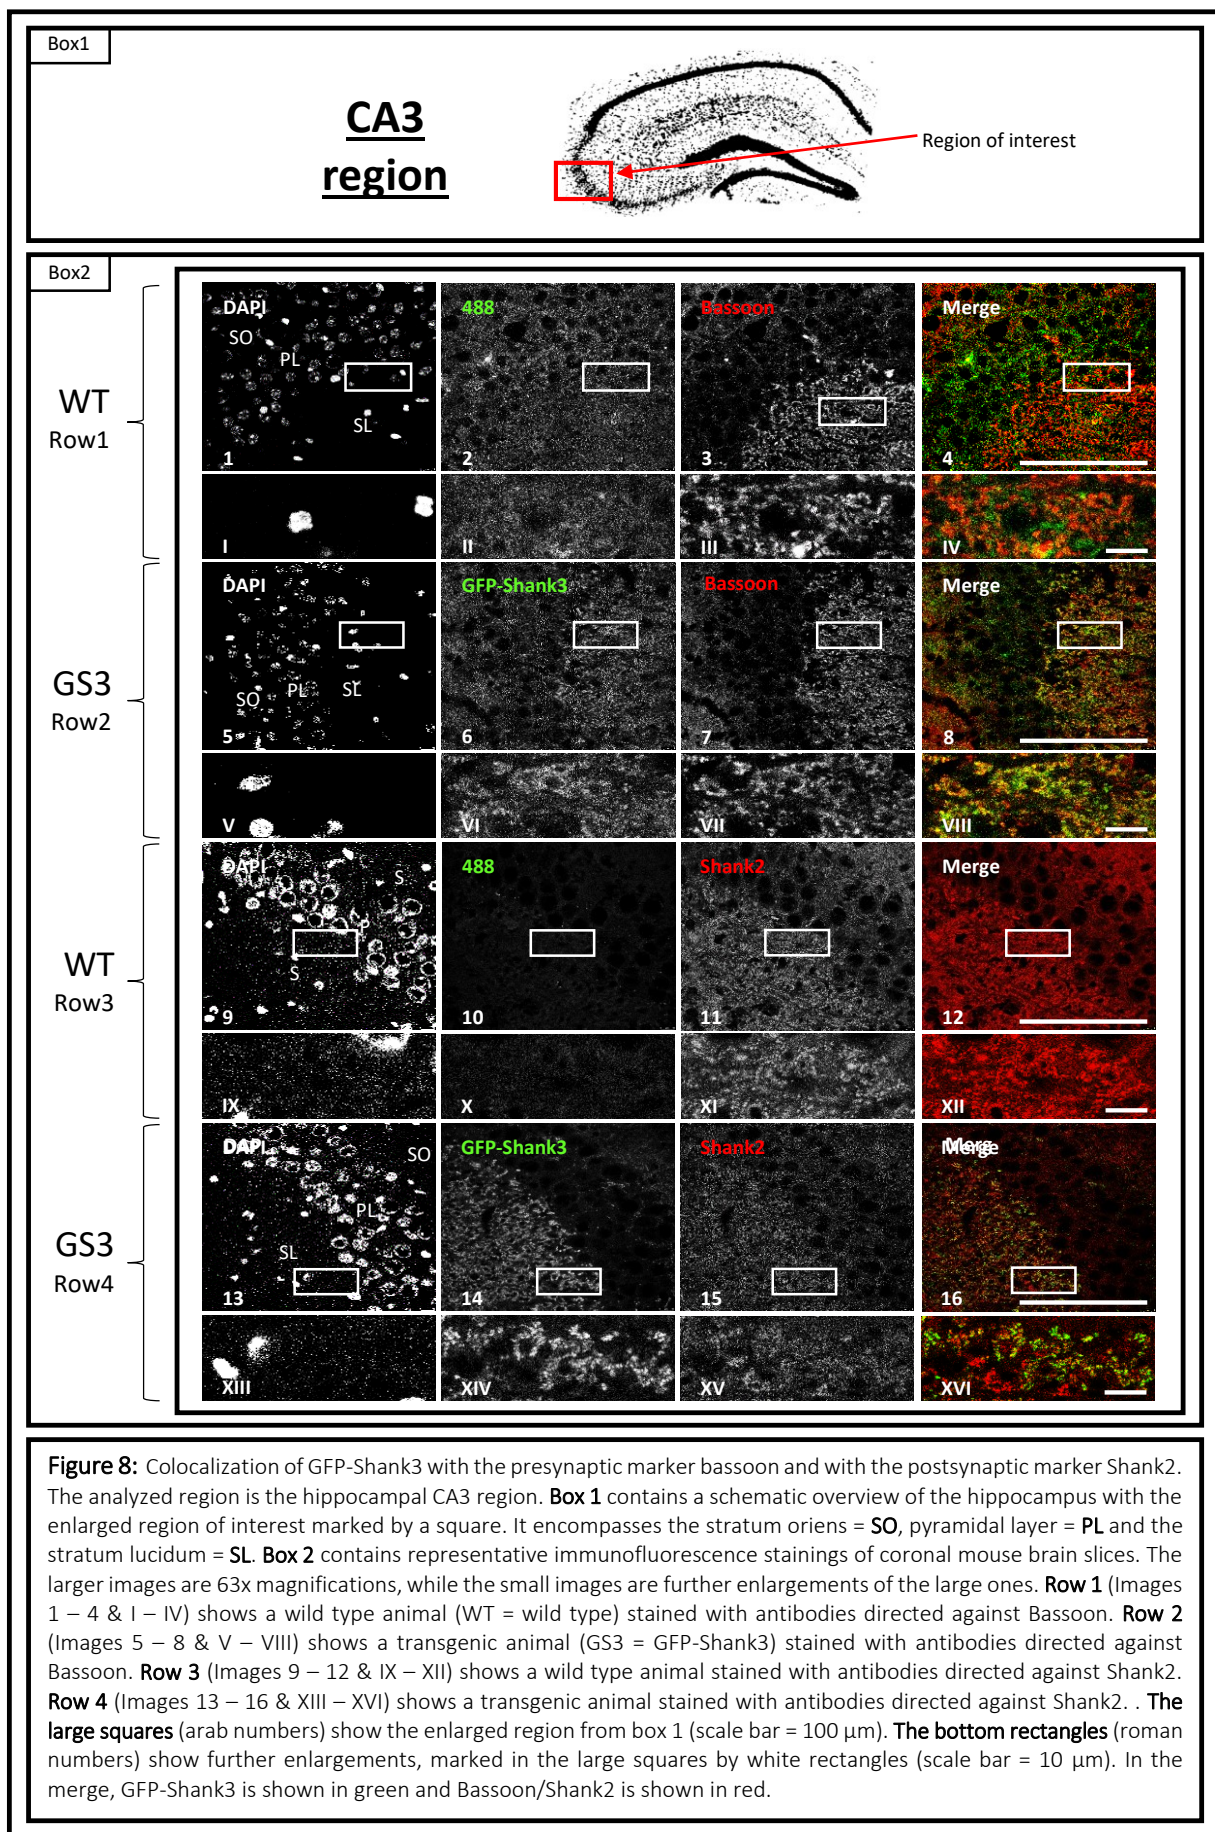 Box1
CA3
region
Region of interest
Box2
WT
Row1
DAPI
SO
PL
SL
1
488
2
Bassoon
3
Merge
4
I
II
III
IV
GS3
Row2
DAPI
SO
PL
SL
5
GFP-Shank3
6
Bassoon
7
Merge
8
V
VI
VII
VIII
WT
Row3
DAPI
S
P
S
9
488
10
Shank2
11
Merge
12
IX
X
XI
XII
GS3
Row4
DAPI
SO
PL
SL
13
GFP-Shank3
14
Shank2
15
Merg
Merge
16
XIII
XIV
XV
XVI
Figure 8: Colocalization of GFP-Shank3 with the presynaptic marker bassoon and with the postsynaptic marker Shank2.
The analyzed region is the hippocampal CA3 region. Box 1 contains a schematic overview of the hippocampus with the
enlarged region of interest marked by a square. It encompasses the stratum oriens = SO, pyramidal layer = PL and the
stratum lucidum = SL. Box 2 contains representative immunofluorescence stainings of coronal mouse brain slices. The
larger images are 63x magnifications, while the small images are further enlargements of the large ones. Row 1 (Images
1 – 4 & I – IV) shows a wild type animal (WT = wild type) stained with antibodies directed against Bassoon. Row 2
(Images 5 – 8 & V – VIII) shows a transgenic animal (GS3 = GFP-Shank3) stained with antibodies directed against
Bassoon. Row 3 (Images 9 – 12 & IX – XII) shows a wild type animal stained with antibodies directed against Shank2.
Row 4 (Images 13 – 16 & XIII – XVI) shows a transgenic animal stained with antibodies directed against Shank2. . The
large squares (arab numbers) show the enlarged region from box 1 (scale bar = 100 µm). The bottom rectangles (roman
numbers) show further enlargements, marked in the large squares by white rectangles (scale bar = 10 µm). In the
merge, GFP-Shank3 is shown in green and Bassoon/Shank2 is shown in red.